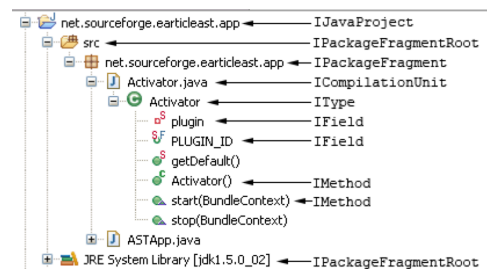 net.sourceforge.earticleast.app IJavaProject
src IPackageFragmentRoot
net.sourceforge.earticleast.app IPackageFragment
J Activator.java ICompilationUnit
C Activator IType
S plugin IField
S F PLUGIN_ID IField
S getDefault()
C Activator() IMethod
start(BundleContext) IMethod
stop(BundleContext)
J ASTApp.java
JRE System Library [jdk1.5.0_02] IPackageFragmentRoot